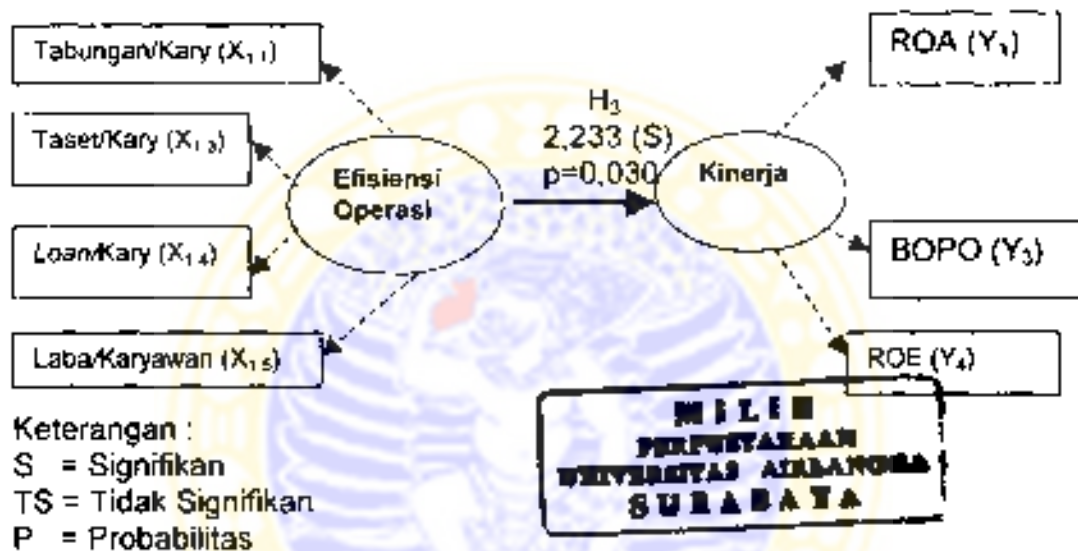 Tabungan/Kary (X₁.₁)
Taset/Kary (X₁.₃)
Loan/Kary (X₁.₄)
Laba/Karyawan (X₁.₅)
Efisiensi
Operasi
H₃
2,233 (S)
p=0,030
Kinerja
ROA (Y₁)
BOPO (Y₃)
ROE (Y₄)
Keterangan :
S = Signifikan
TS = Tidak Signifikan
P = Probabilitas
MILIK
PERPUSTAKAAN
UNIVERSITAS AIRLANGGA
SURABAYA